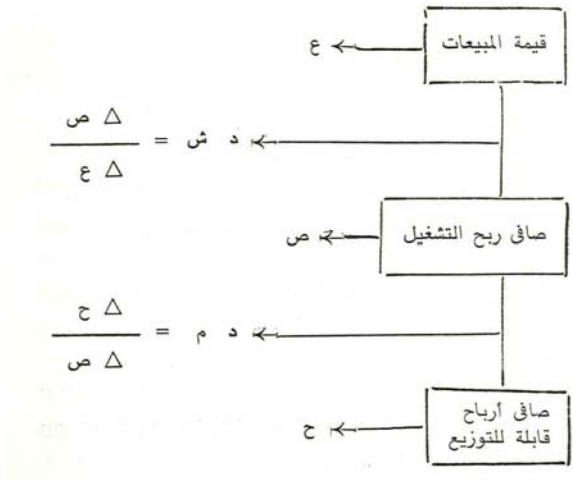 قيمة المبيعات ← ع
د ش = Δ ص / Δ ع
صافى ربح التشغيل ← ص
د م = Δ ح / Δ ص
صافى أرباح
قابلة للتوزيع ← ح